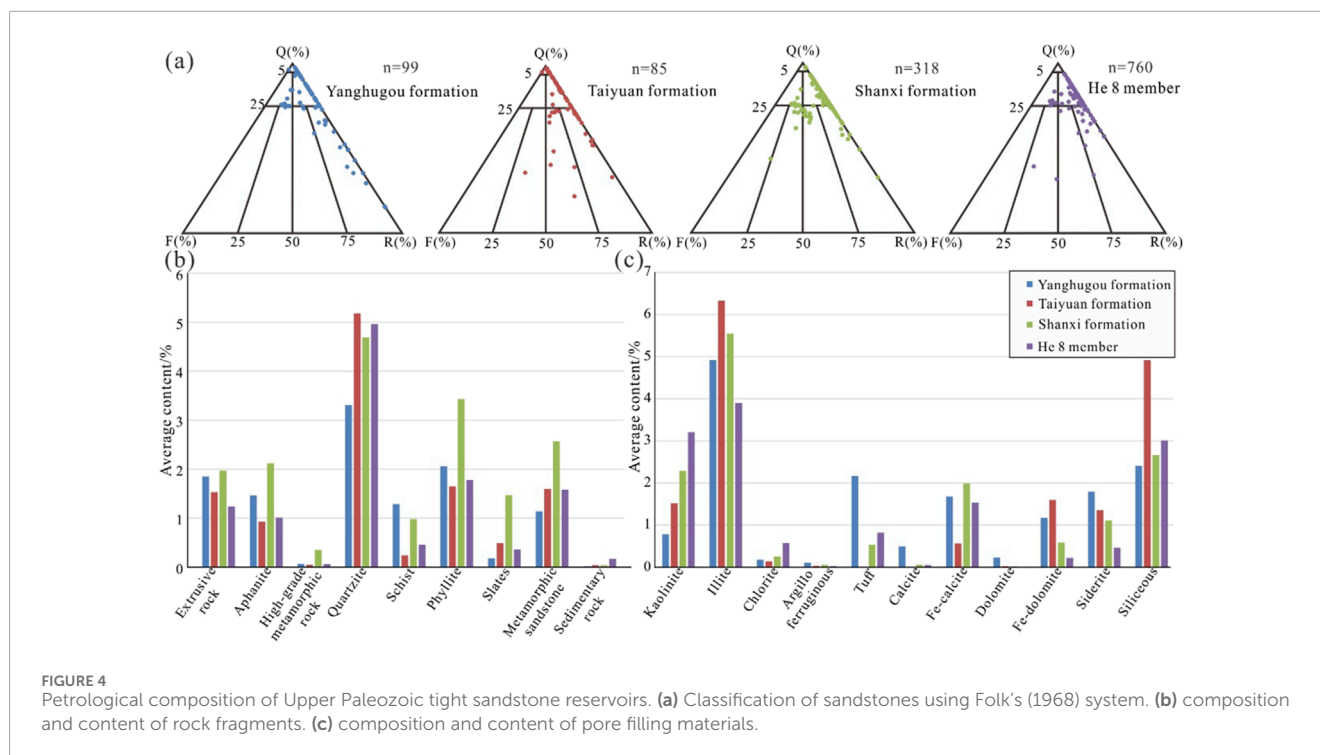 (a)
Q(%)
n=99
Yanghugou formation
5
25
F(%) 25 50 75 R(%)
Q(%)
n=85
Taiyuan formation
5
25
F(%) 25 50 75 R(%)
Q(%)
n=318
Shanxi formation
5
25
F(%) 25 50 75 R(%)
Q(%)
n=760
He 8 member
5
25
F(%) 25 50 75 R(%)
(b)
Average content/%
6
5
4
3
2
1
0
Extrusive
rock
Aphanite
High-grade
metamorphic
rock
Quartzite
Schist
Phyllite
Slates
Metamorphic
sandstone
Sedimentary
rock
(c)
Average content/%
7
6
5
4
3
2
1
0
Yanghugou formation
Taiyuan formation
Shanxi formation
He 8 member
Kaolinite
Illite
Chlorite
Argillo
ferruginous
Tuff
Calcite
Fe-calcite
Dolomite
Fe-dolomite
Siderite
Siliceous
FIGURE 4
Petrological composition of Upper Paleozoic tight sandstone reservoirs. (a) Classification of sandstones using Folk's (1968) system. (b) composition
and content of rock fragments. (c) composition and content of pore filling materials.